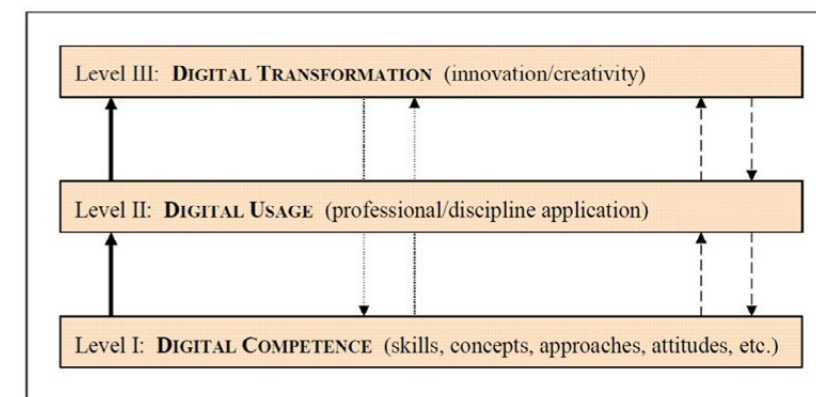 Level III: DIGITAL TRANSFORMATION (innovation/creativity)
Level II: DIGITAL USAGE (professional/discipline application)
Level I: DIGITAL COMPETENCE (skills, concepts, approaches, attitudes, etc.)